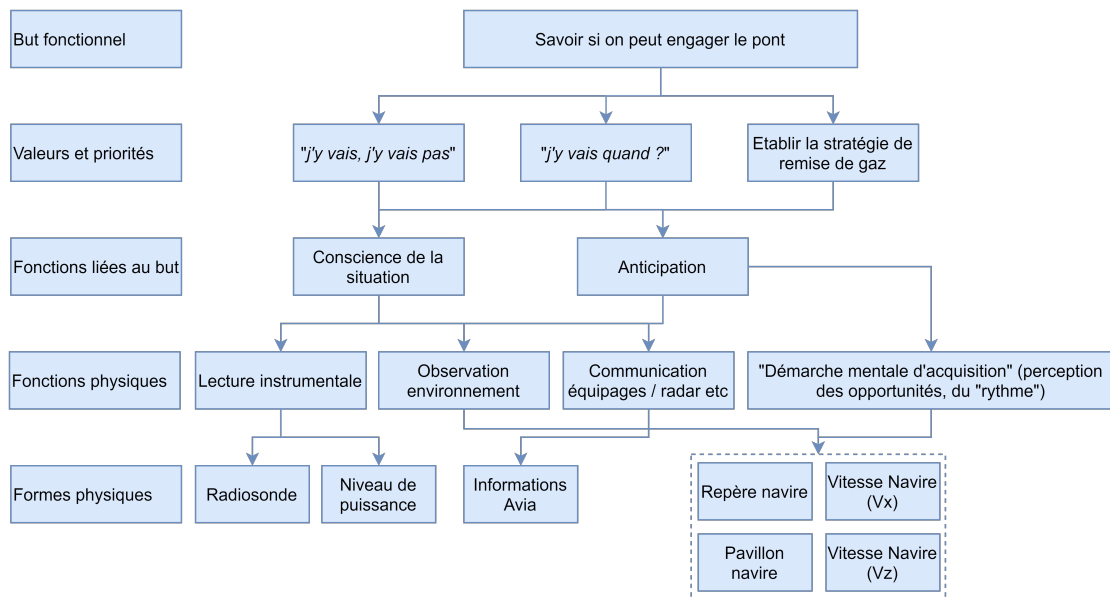 But fonctionnel
Savoir si on peut engager le pont
Valeurs et priorités
"j'y vais, j'y vais pas"
"j'y vais quand ?"
Etablir la stratégie de
remise de gaz
Fonctions liées au but
Conscience de la
situation
Anticipation
Fonctions physiques
Lecture instrumentale
Observation
environnement
Communication
équipages / radar etc
"Démarche mentale d'acquisition" (perception
des opportunités, du "rythme")
Formes physiques
Radiosonde
Niveau de
puissance
Informations
Avia
Repère navire
Vitesse Navire
(Vx)
Pavillon
navire
Vitesse Navire
(Vz)